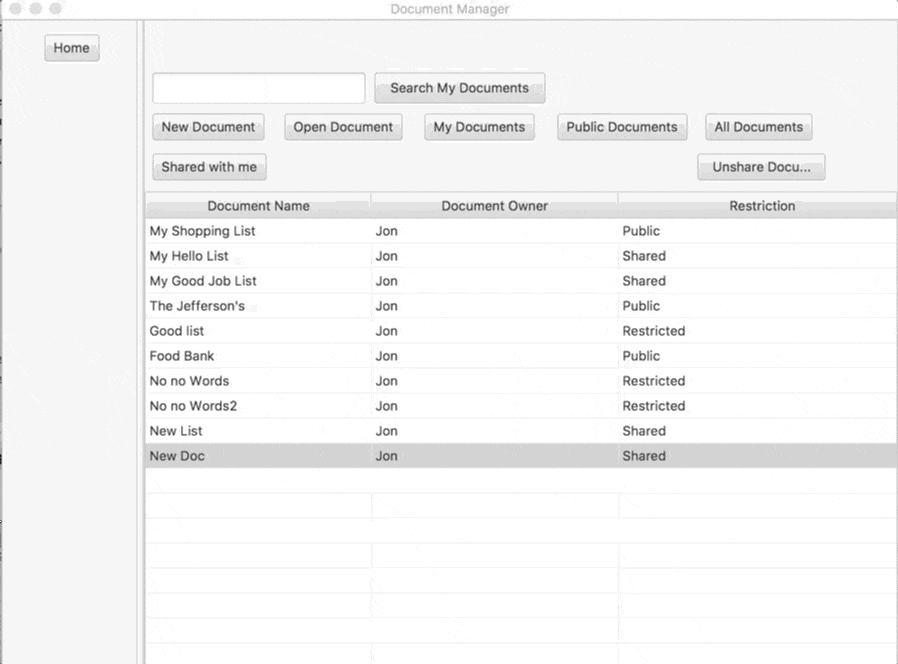 Document Manager
Home
Search My Documents
New Document Open Document My Documents Public Documents All Documents
Shared with me Unshare Docu...
Document Name Document Owner Restriction
My Shopping List Jon Public
My Hello List Jon Shared
My Good Job List Jon Shared
The Jefferson's Jon Public
Good list Jon Restricted
Food Bank Jon Public
No no Words Jon Restricted
No no Words2 Jon Restricted
New List Jon Shared
New Doc Jon Shared